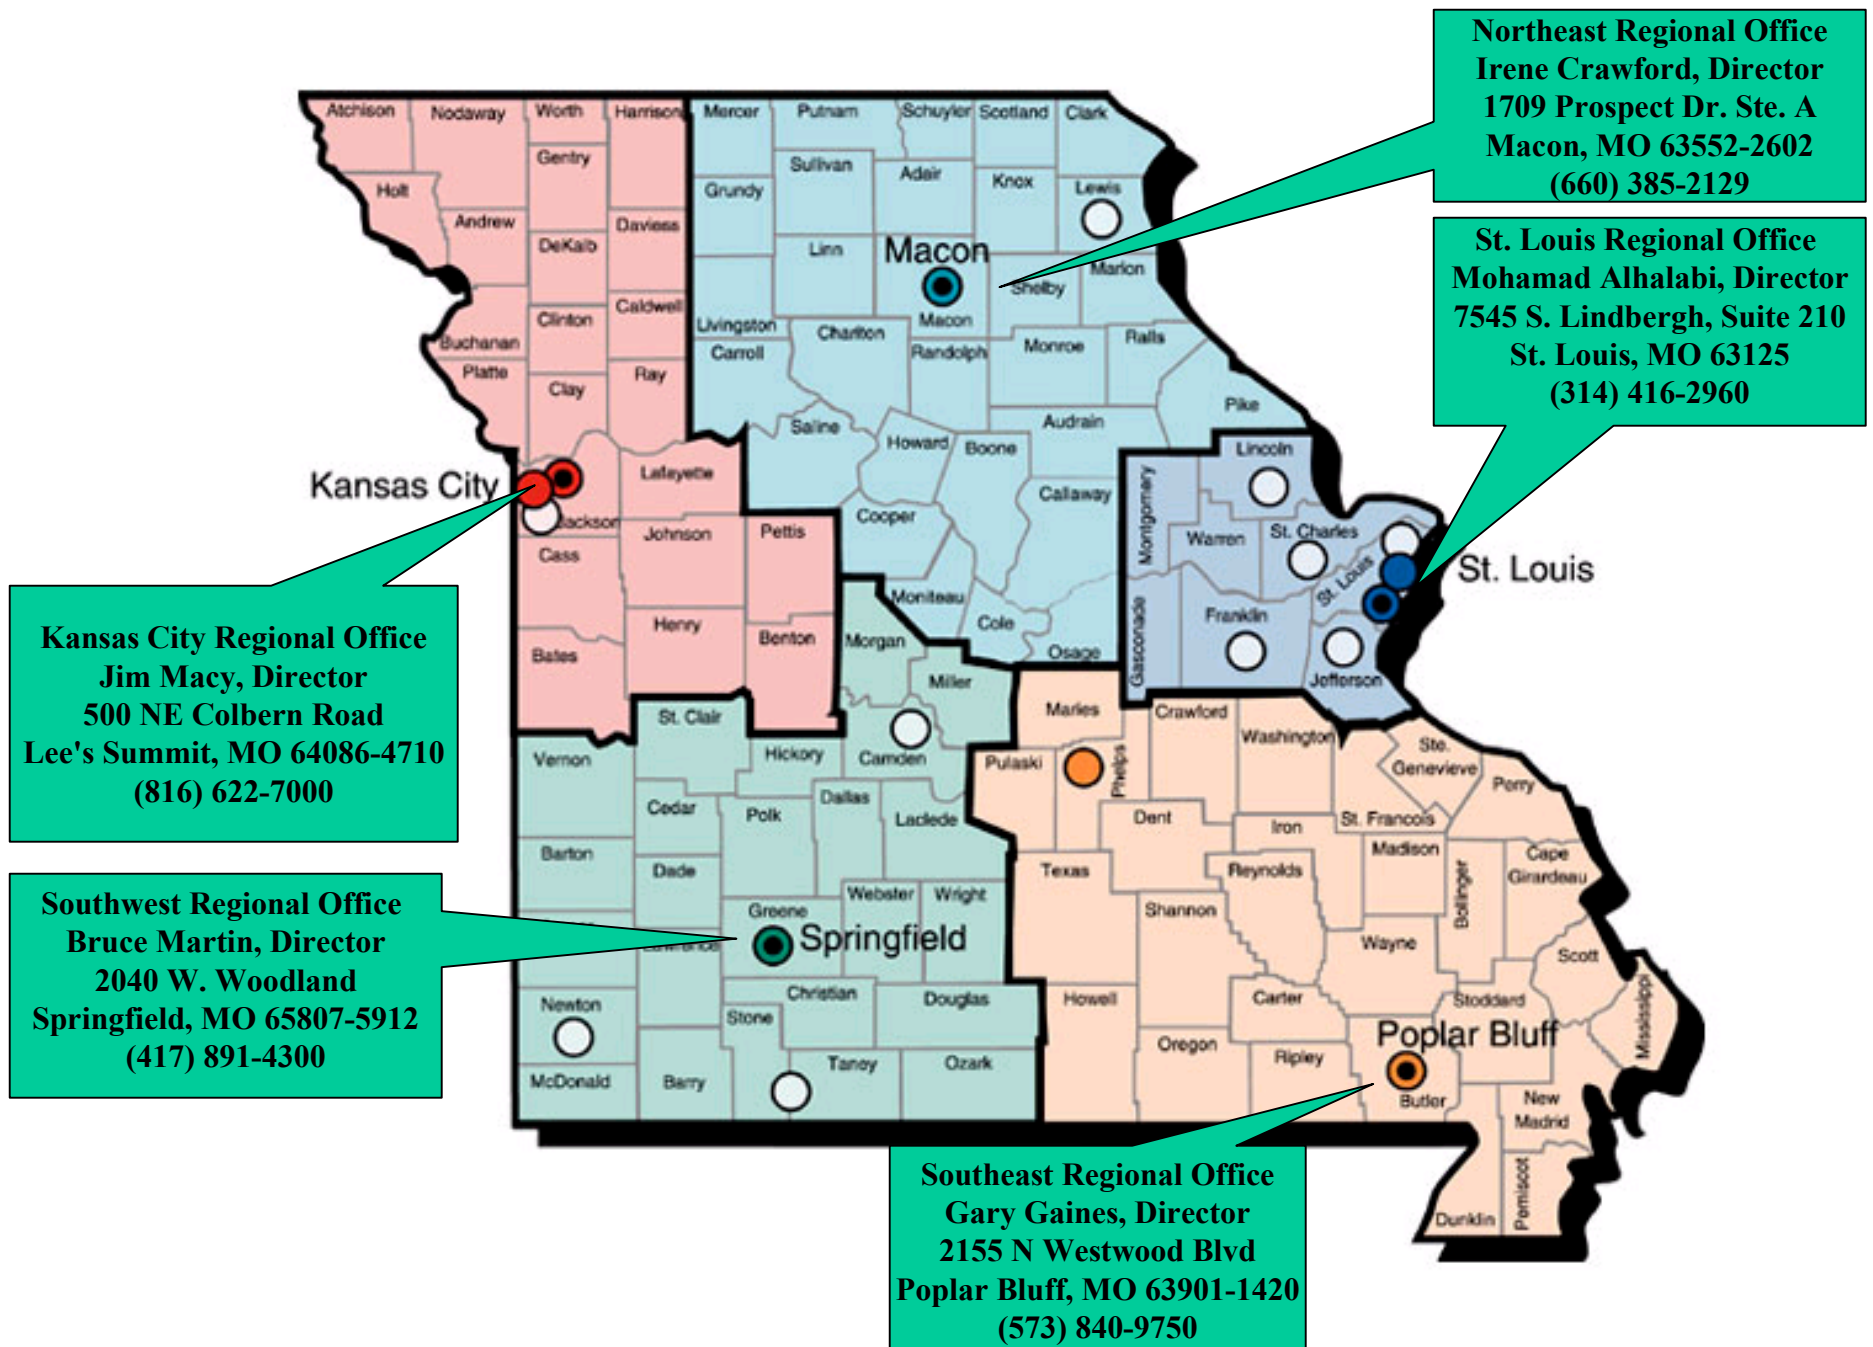 Northeast Regional Office
Irene Crawford, Director
1709 Prospect Dr. Ste. A
Macon, MO 63552-2602
(660) 385-2129
St. Louis Regional Office
Mohamad Alhalabi, Director
7545 S. Lindbergh, Suite 210
St. Louis, MO 63125
(314) 416-2960
Kansas City Regional Office
Jim Macy, Director
500 NE Colbern Road
Lee's Summit, MO 64086-4710
(816) 622-7000
Southwest Regional Office
Bruce Martin, Director
2040 W. Woodland
Springfield, MO 65807-5912
(417) 891-4300
Southeast Regional Office
Gary Gaines, Director
2155 N Westwood Blvd
Poplar Bluff, MO 63901-1420
(573) 840-9750
Kansas City
Macon
St. Louis
Springfield
Poplar Bluff
Atchison
Nodaway
Worth
Harrison
Gentry
Holt
Andrew
DeKalb
Daviess
Buchanan
Clinton
Caldwell
Platte
Clay
Ray
Jackson
Lafayette
Cass
Johnson
Pettis
Bates
Henry
Benton
Mercer
Putnam
Schuyler
Scotland
Clark
Grundy
Sullivan
Adair
Knox
Lewis
Linn
Macon
Shelby
Marion
Livingston
Carroll
Chariton
Randolph
Monroe
Ralls
Saline
Howard
Boone
Audrain
Pike
Cooper
Callaway
Moniteau
Cole
Osage
Montgomery
Lincoln
Warren
St. Charles
St. Louis
Gasconade
Franklin
Jefferson
Morgan
Miller
Camden
St. Clair
Hickory
Vernon
Cedar
Polk
Dallas
Laclede
Barton
Dade
Greene
Webster
Wright
Lawrence
Newton
Christian
Douglas
Stone
McDonald
Barry
Taney
Ozark
Maries
Crawford
Washington
Ste.
Genevieve
Pulaski
Phelps
Perry
Dent
Iron
St. Francois
Texas
Reynolds
Madison
Bollinger
Cape
Girardeau
Shannon
Wayne
Scott
Howell
Carter
Stoddard
Mississippi
Oregon
Ripley
Butler
New
Madrid
Dunklin
Pemiscot